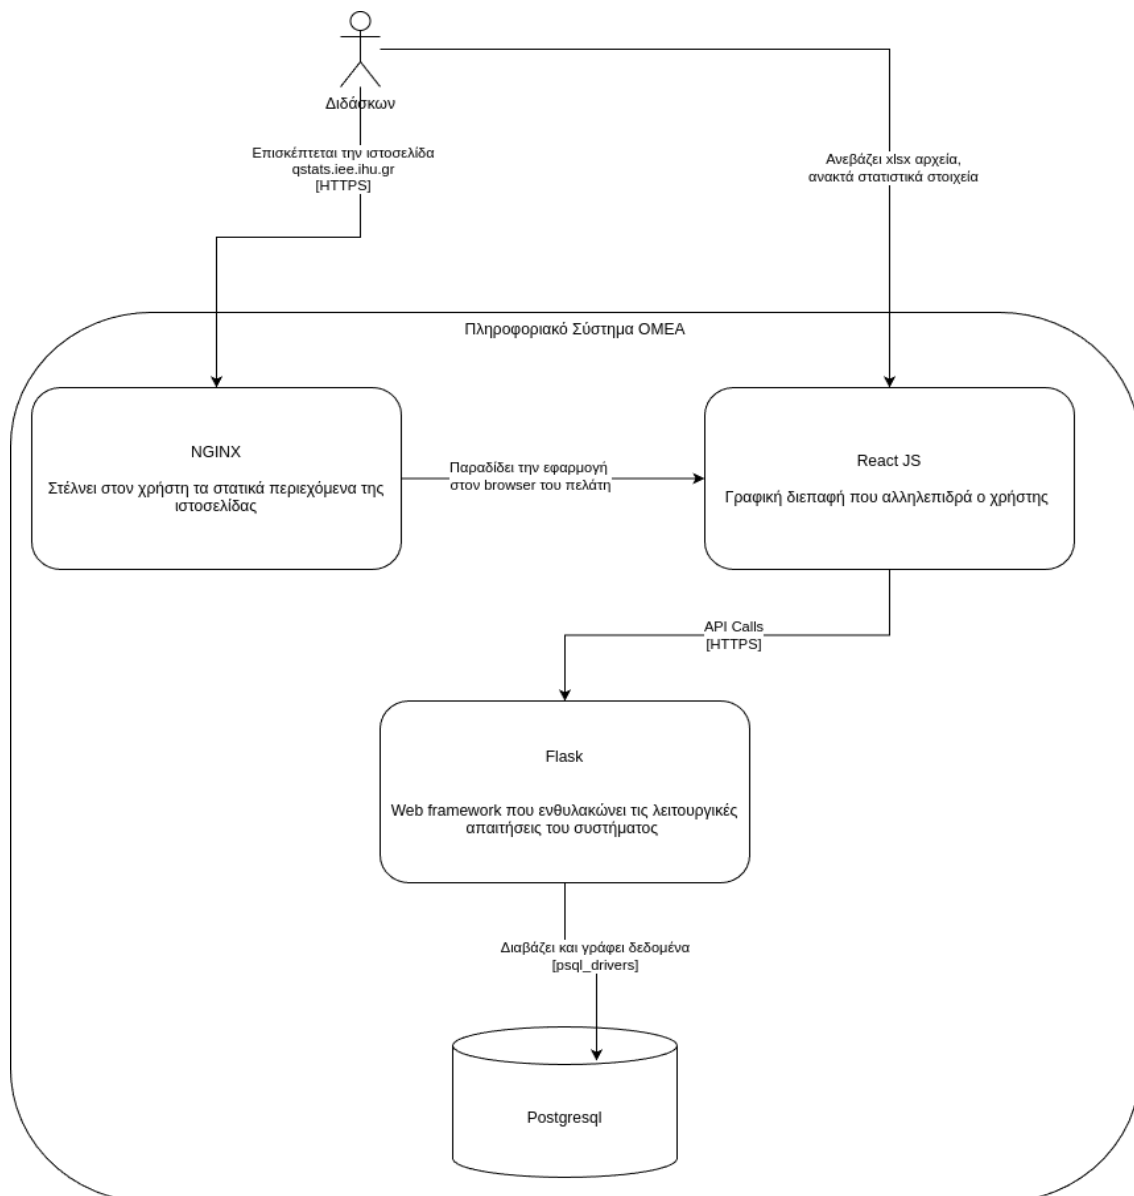 Διδάσκων
Επισκέπτεται την ιστοσελίδα
qstats.iee.ihu.gr
[HTTPS]
Ανεβάζει xlsx αρχεία,
ανακτά στατιστικά στοιχεία
Πληροφοριακό Σύστημα ΟΜΕΑ
NGINX
Στέλνει στον χρήστη τα στατικά περιεχόμενα της
ιστοσελίδας
Παραδίδει την εφαρμογή
στον browser του πελάτη
React JS
Γραφική διεπαφή που αλληλεπιδρά ο χρήστης
API Calls
[HTTPS]
Flask
Web framework που ενθυλακώνει τις λειτουργικές
απαιτήσεις του συστήματος
Διαβάζει και γράφει δεδομένα
[psql_drivers]
Postgresql